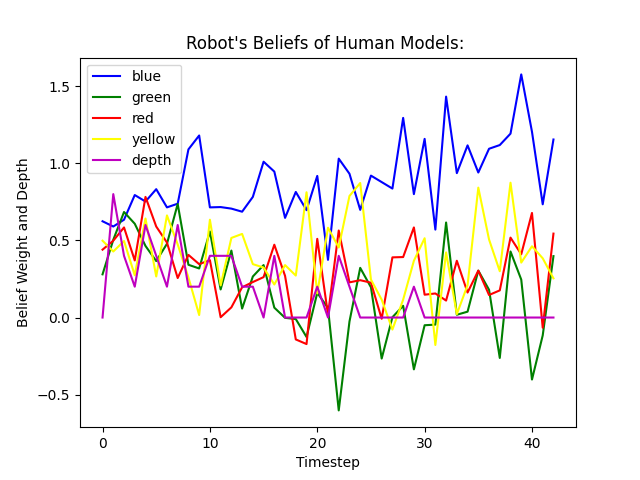 Robot's Beliefs of Human Models:
blue
green
red
yellow
depth
Belief Weight and Depth
1.5
1.0
0.5
0.0
−0.5
0
10
20
30
40
Timestep